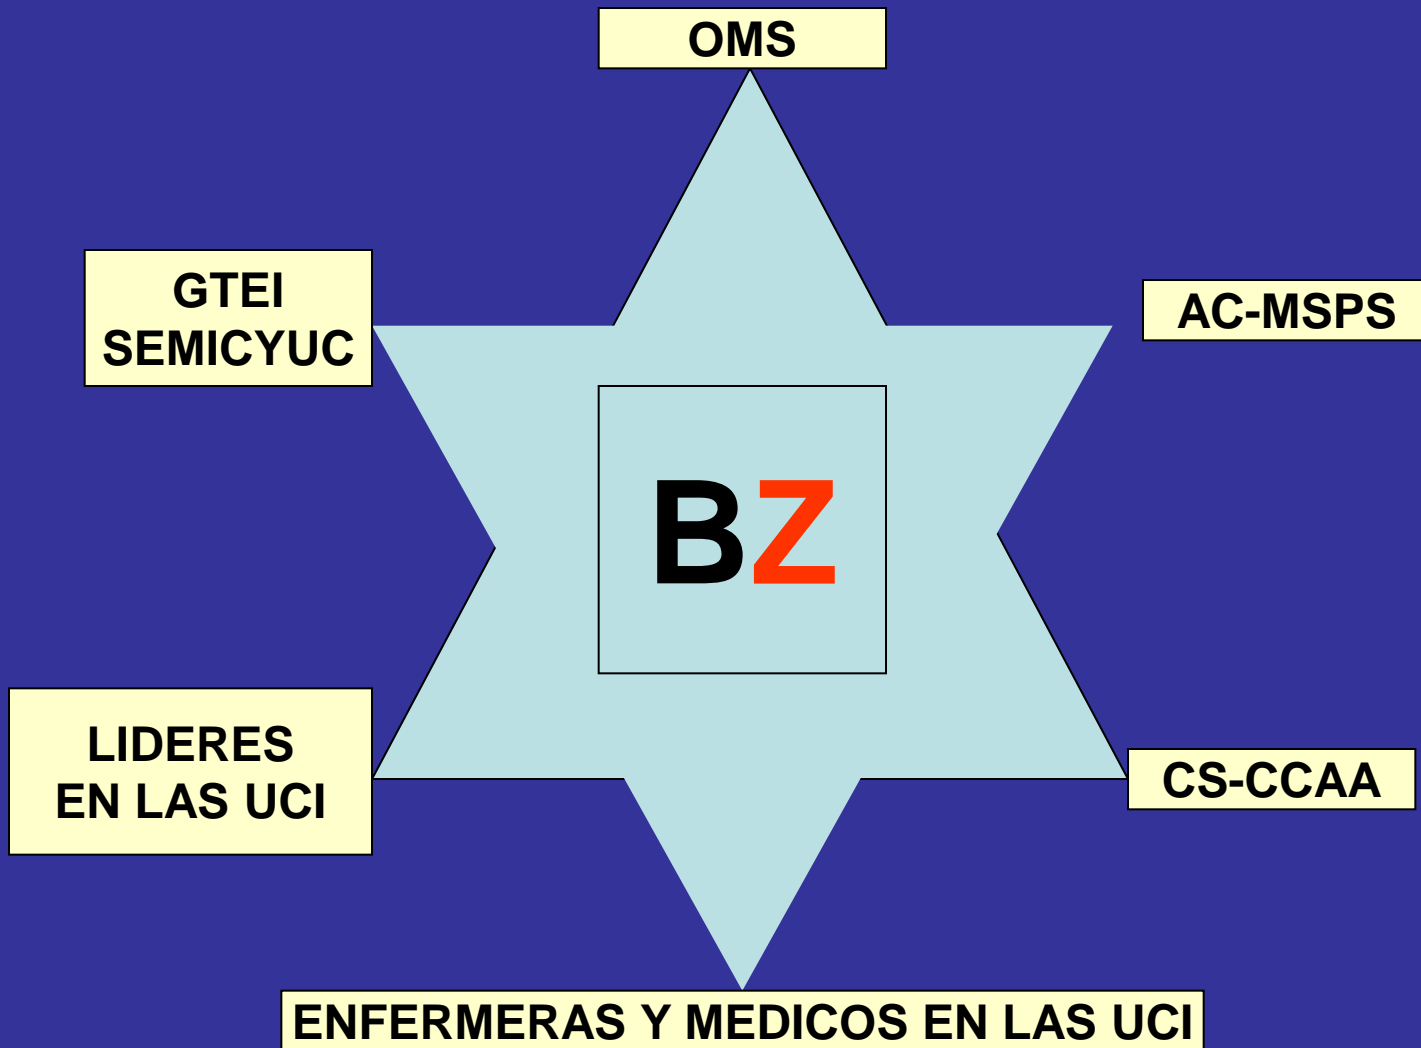 OMS
GTEI
SEMICYUC
AC-MSPS
BZ
LIDERES
EN LAS UCI
CS-CCAA
ENFERMERAS Y MEDICOS EN LAS UCI